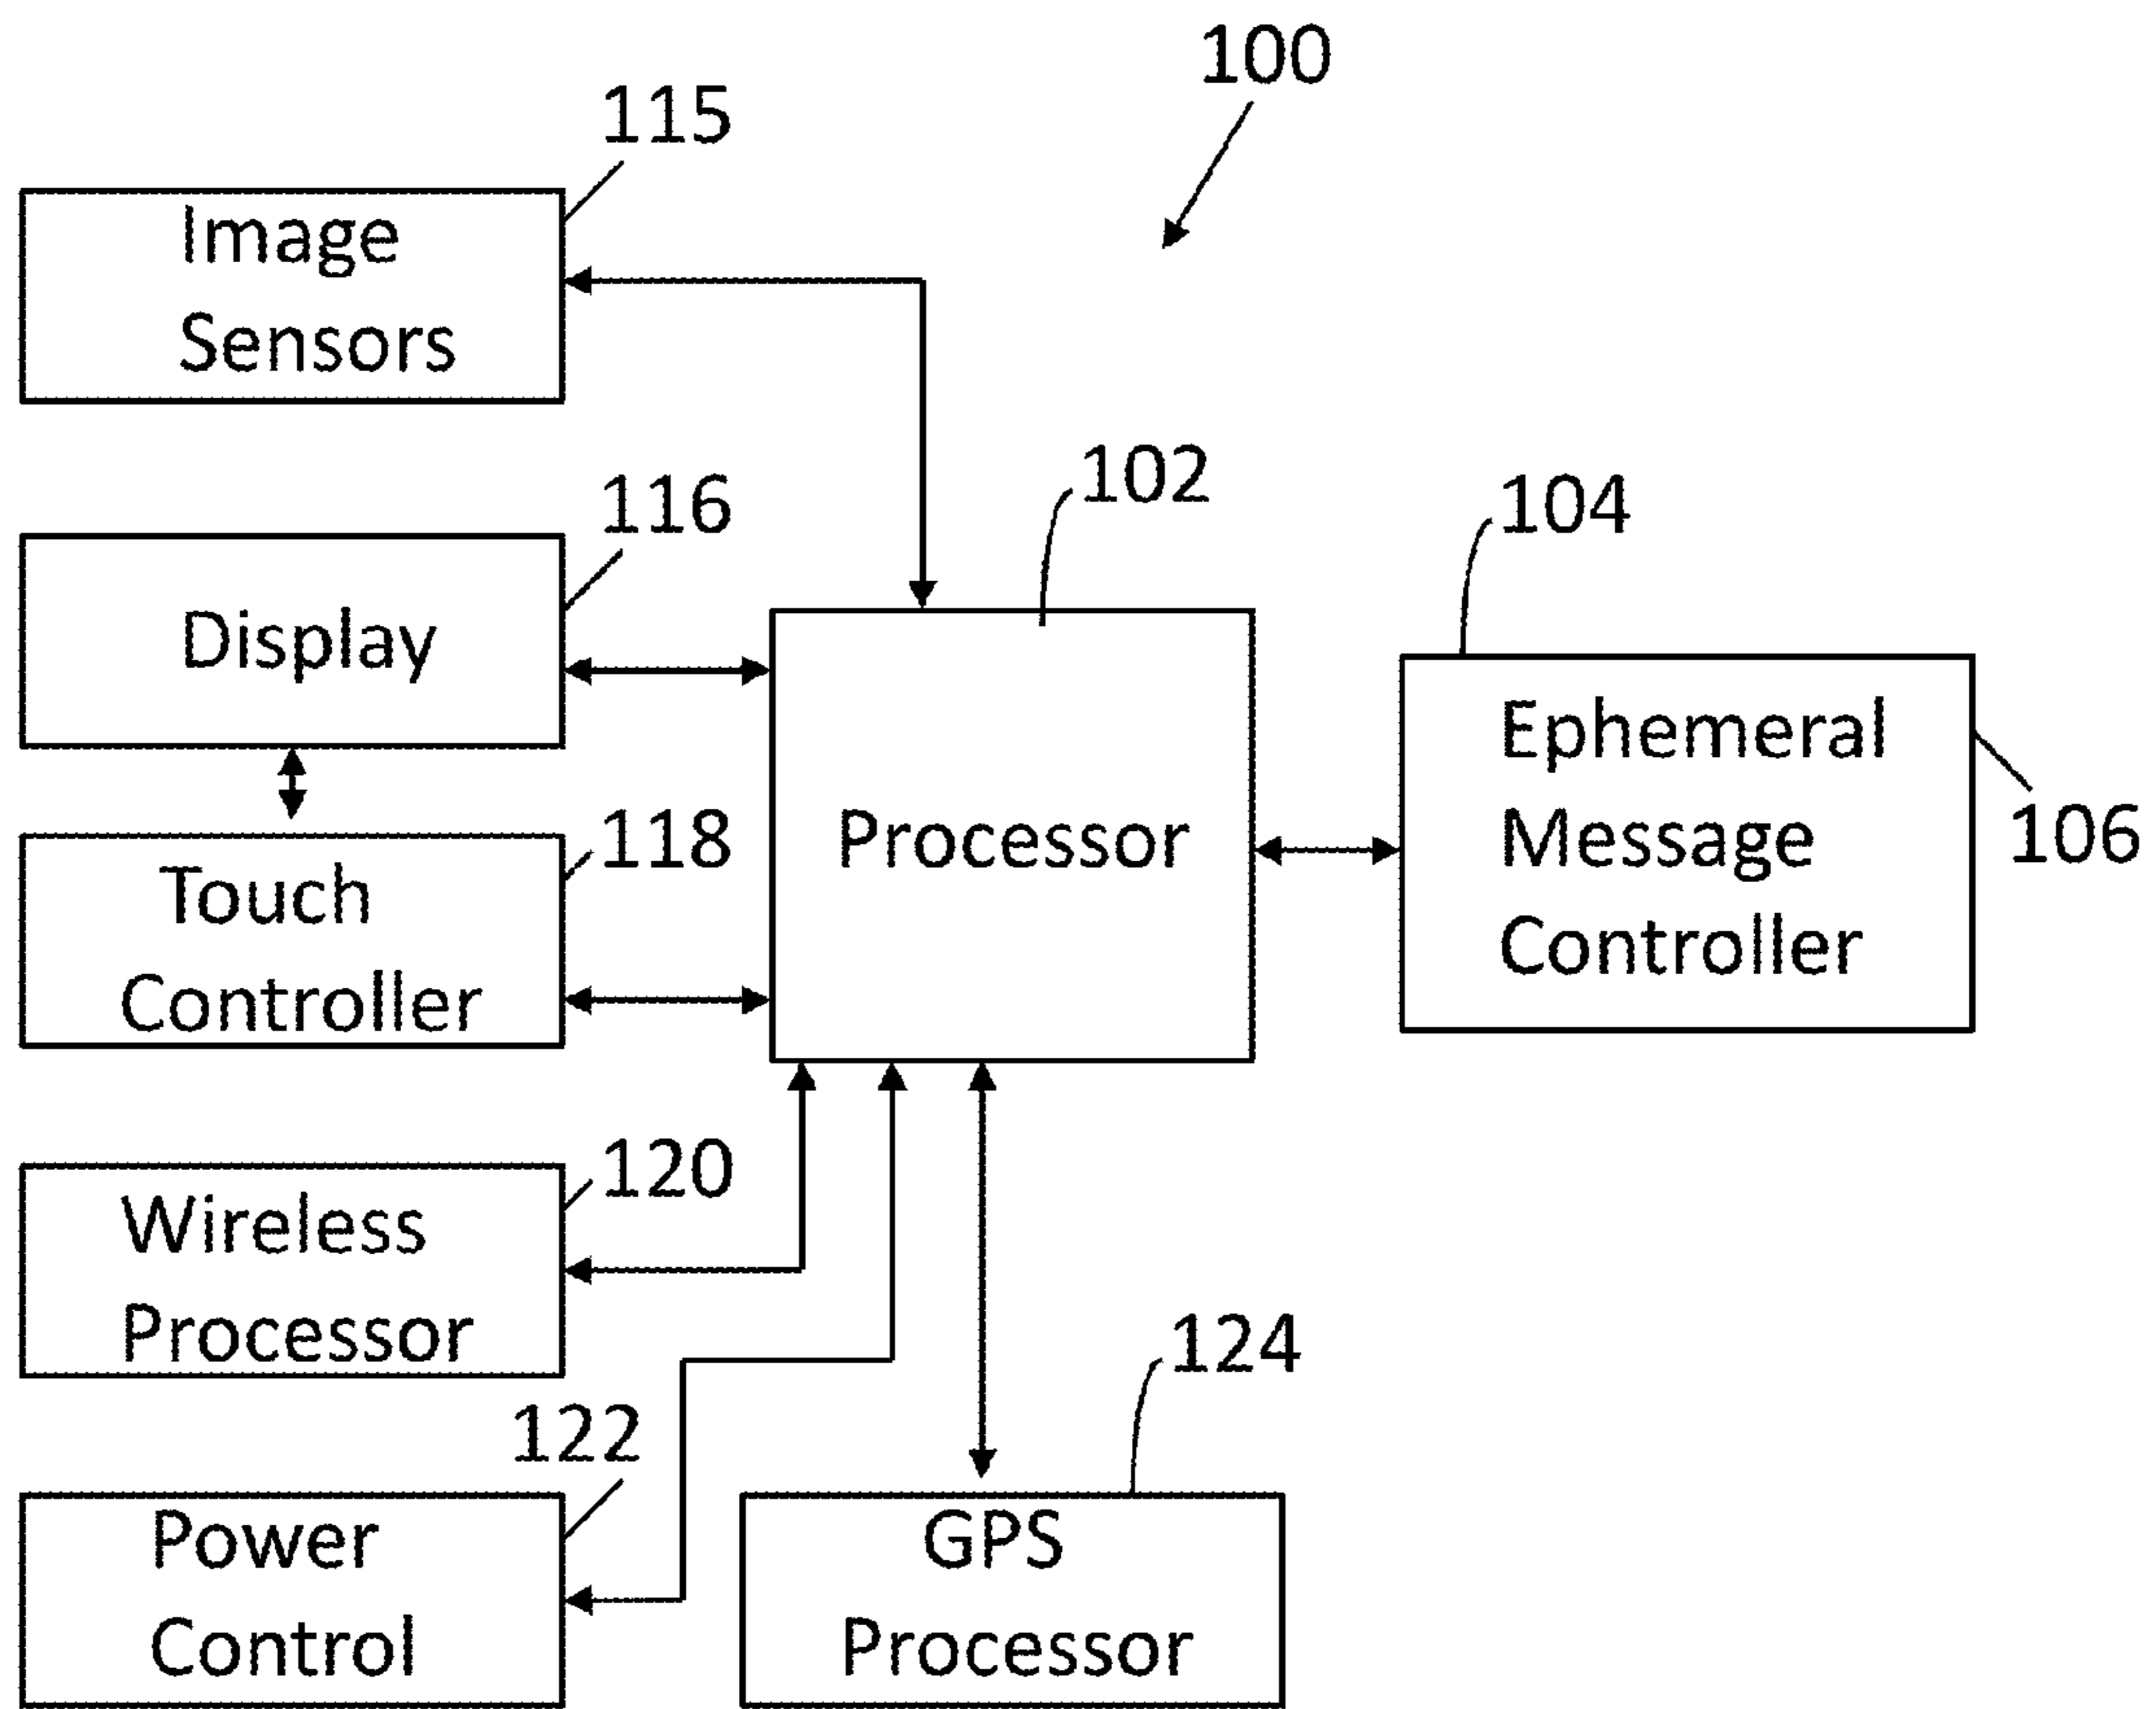 100
115
Image
Sensors
116
Display
102
104
Ephemeral
Message
Controller
106
Processor
118
Touch
Controller
120
Wireless
Processor
124
122
Power
Control
GPS
Processor